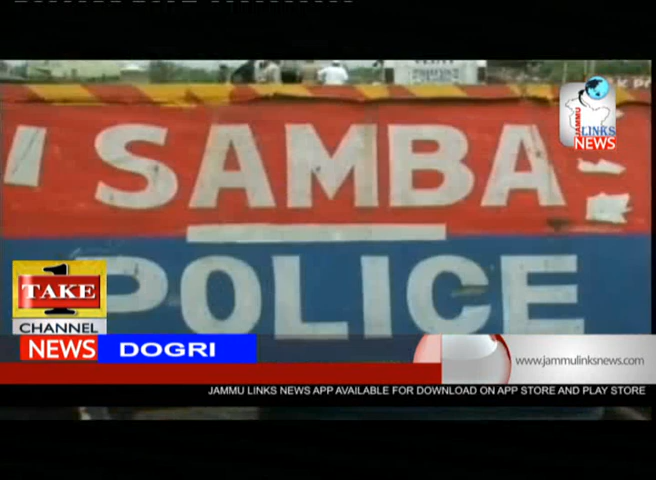 JAMMU
LINKS
NEWS
SAMBA
POLICE
1
TAKE
CHANNEL
NEWS DOGRI
www.jammulinksnews.com
JAMMU LINKS NEWS APP AVAILABLE FOR DOWNLOAD ON APP STORE AND PLAY STORE